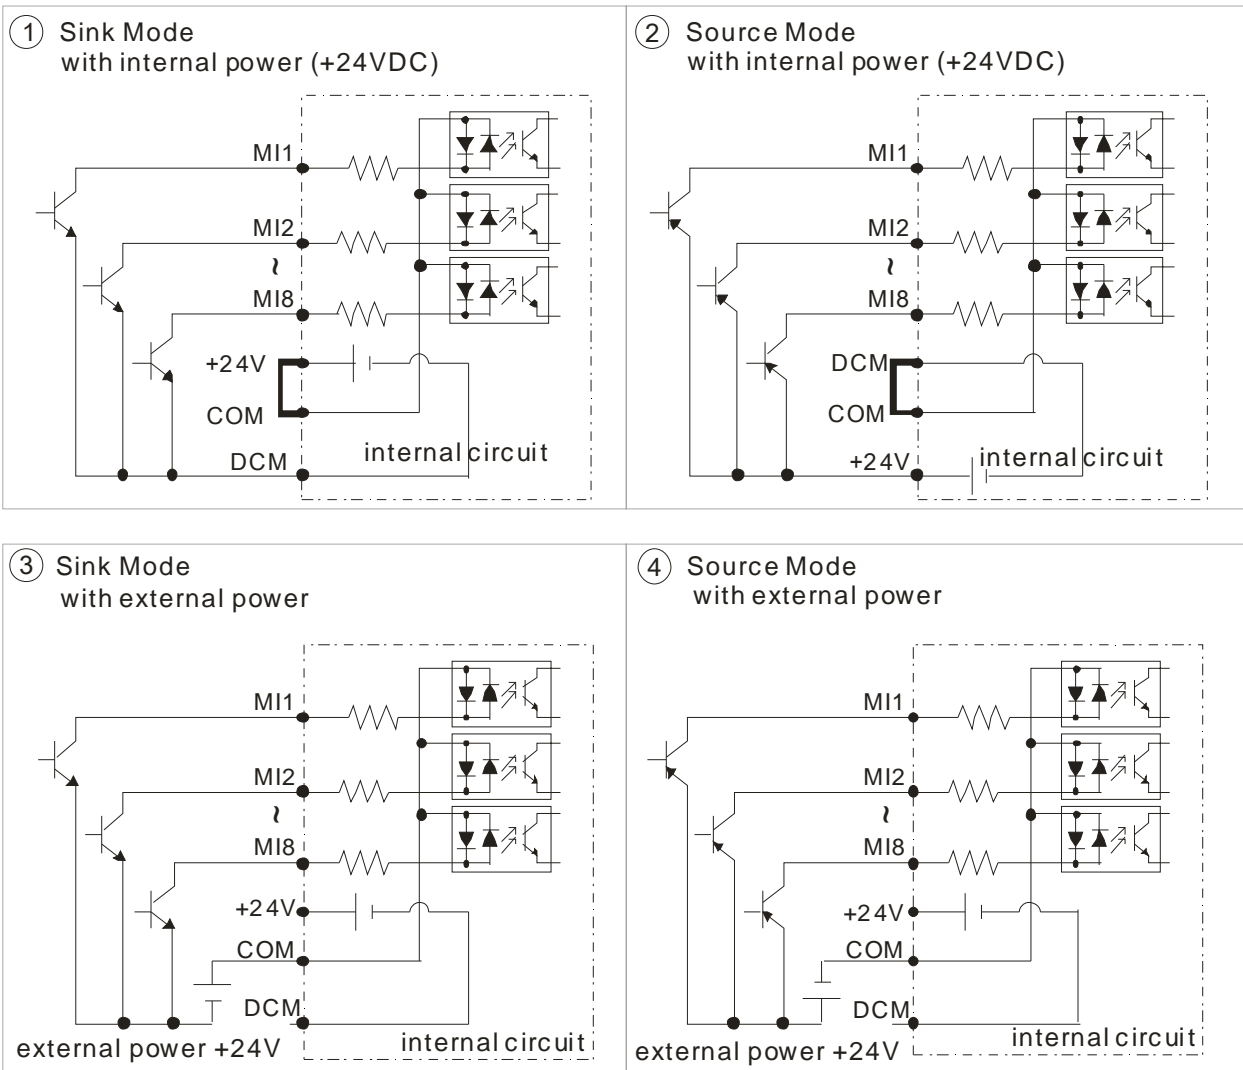 1 Sink Mode
with internal power (+24VDC)
MI1
MI2
~
MI8
+24V
COM
DCM
internal circuit
2 Source Mode
with internal power (+24VDC)
MI1
MI2
~
MI8
DCM
COM
+24V
internal circuit
3 Sink Mode
with external power
MI1
MI2
~
MI8
+24V
COM
DCM
internal circuit
external power +24V
4 Source Mode
with external power
MI1
MI2
~
MI8
+24V
COM
DCM
internal circuit
external power +24V